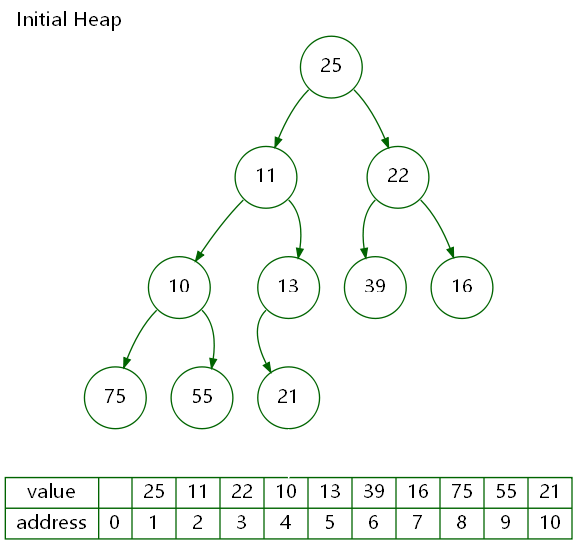 Initial Heap
25
11 22
10 13 39 16
75 55 21
value 25 11 22 10 13 39 16 75 55 21
address 0 1 2 3 4 5 6 7 8 9 10